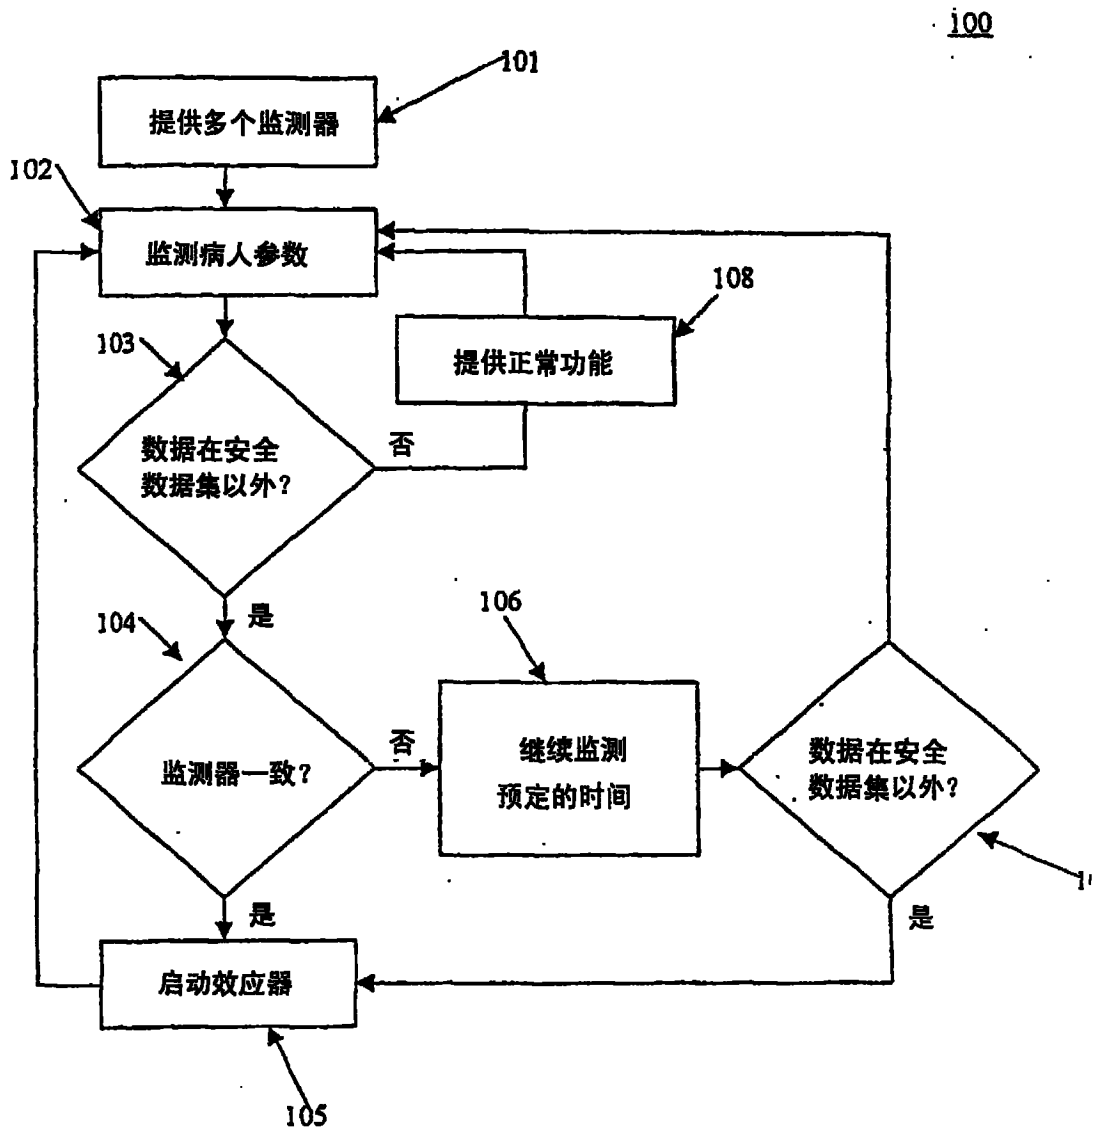 100
101
提供多个监测器
102
监测病人参数
108
提供正常功能
103
数据在安全
数据集以外?
否
是
104
监测器一致?
否
106
继续监测
预定的时间
数据在安全
数据集以外?
是
是
启动效应器
105